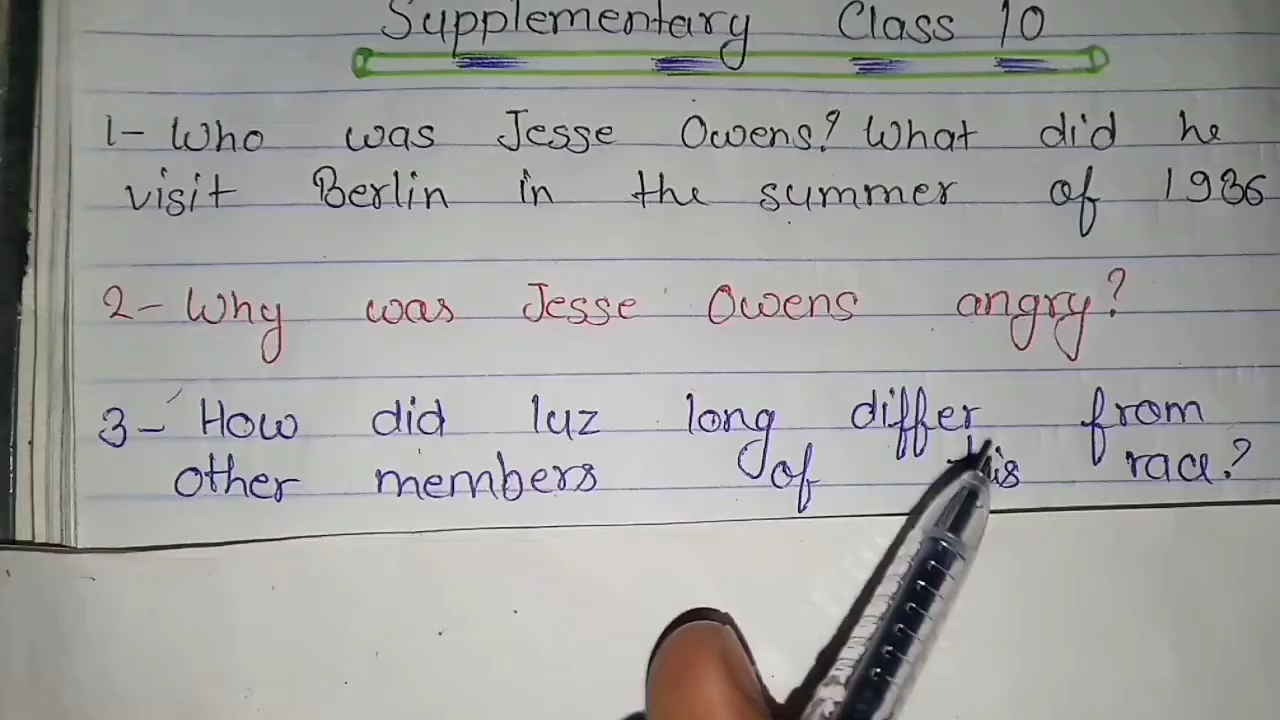 Supplementary Class 10
1- Who was Jesse Owens? What did he
visit Berlin in the summer of 1936
2- Why was Jesse Owens angry?
3- How did luz long differ from
other members of his race?